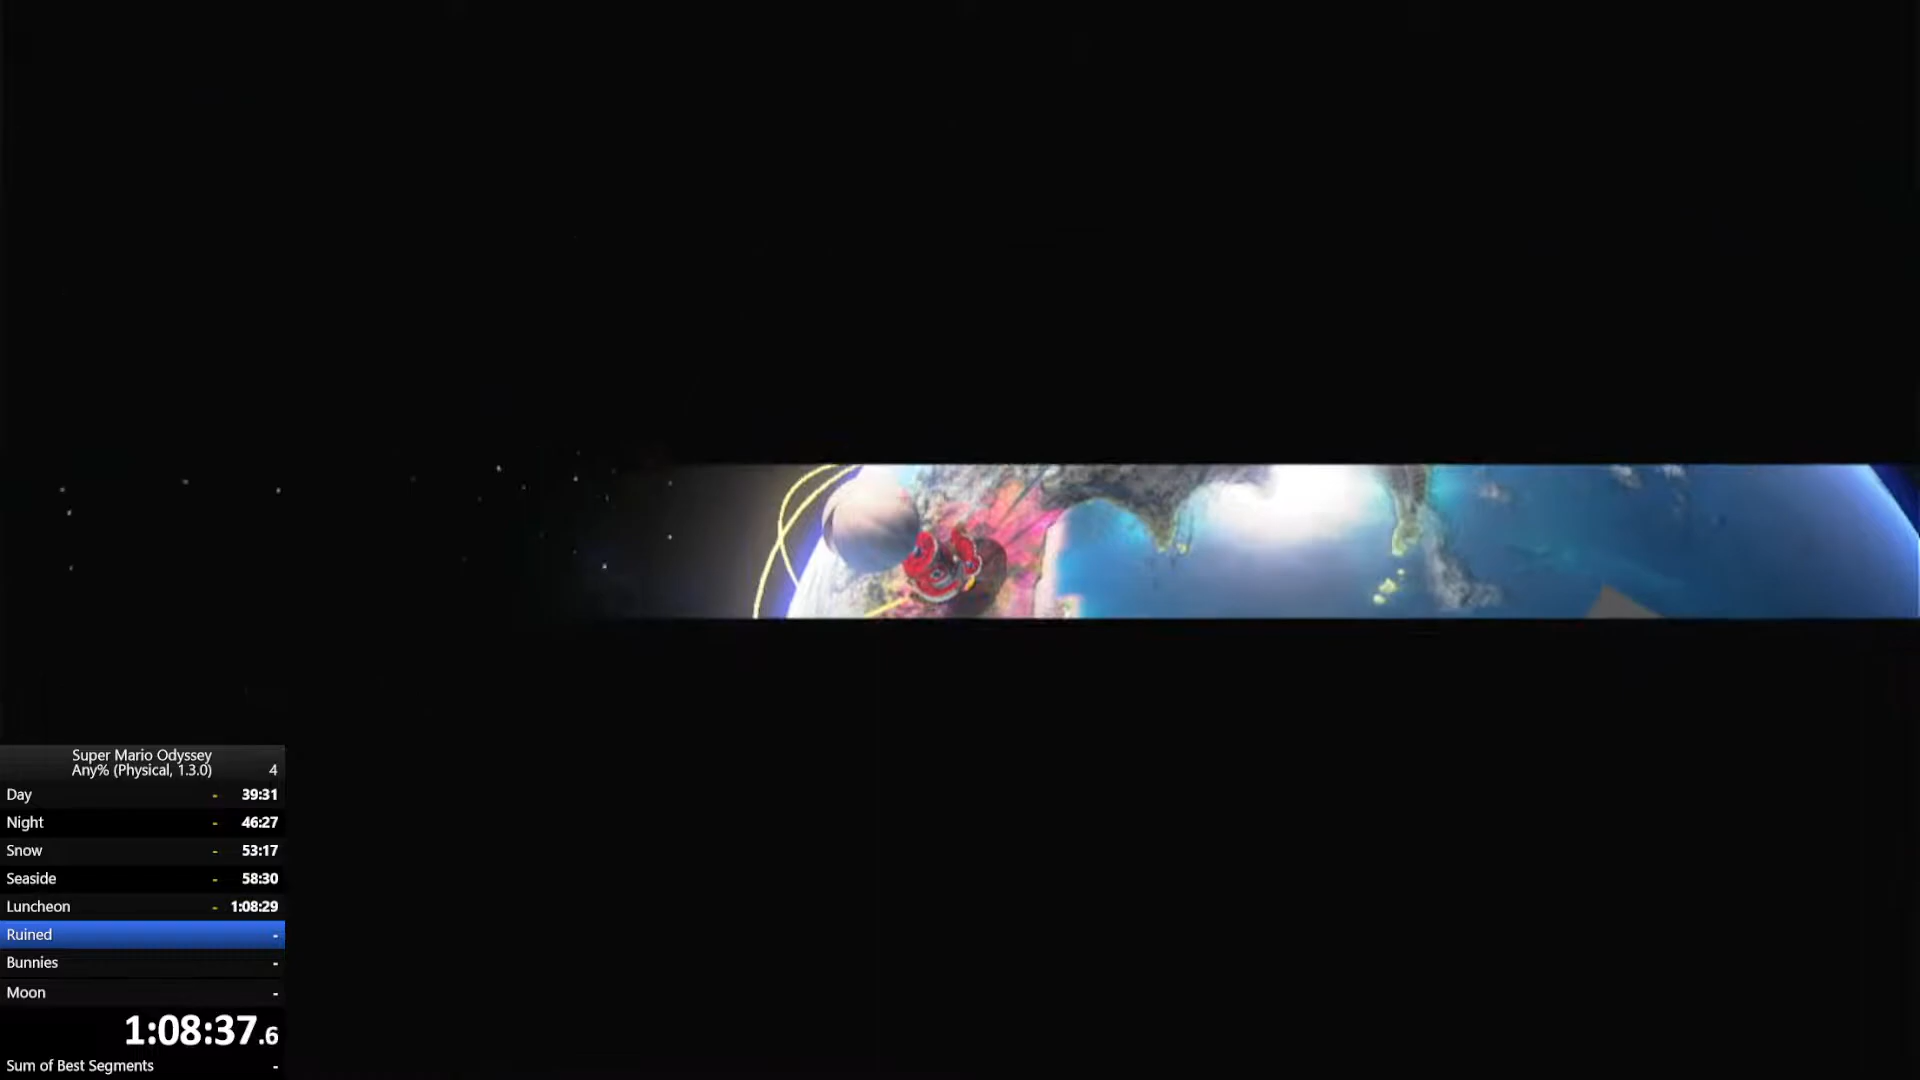 Super Mario Odyssey
Any% (Physical, 1.3.0) 4
Day - 39:31
Night - 46:27
Snow - 53:17
Seaside - 58:30
Luncheon - 1:08:29
Ruined -
Bunnies -
Moon -
1:08:37.6
Sum of Best Segments -